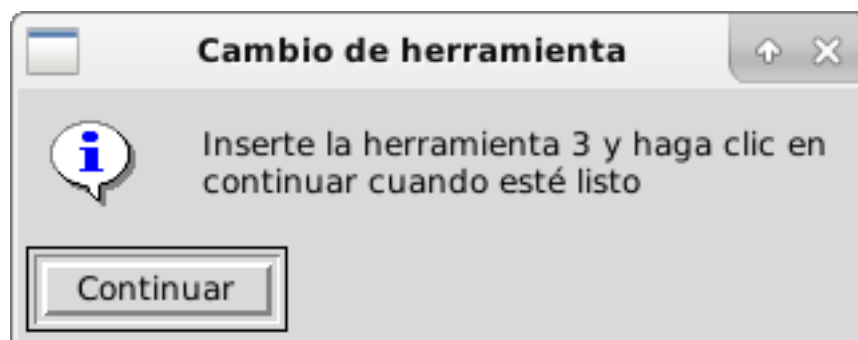 Cambio de herramienta
Inserte la herramienta 3 y haga clic en
continuar cuando esté listo
Continuar